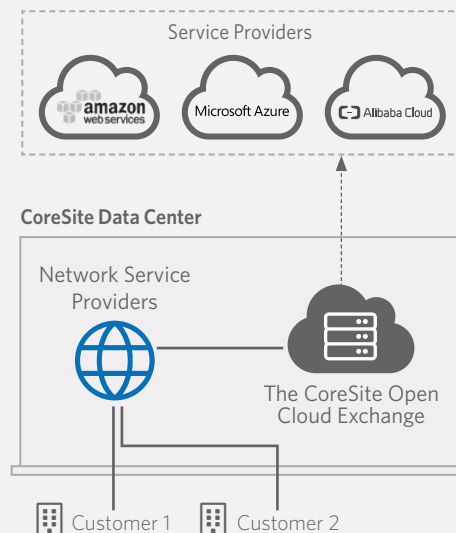 Service Providers
amazon
web services
Microsoft Azure
Alibaba Cloud
CoreSite Data Center
Network Service
Providers
The CoreSite Open
Cloud Exchange
Customer 1
Customer 2